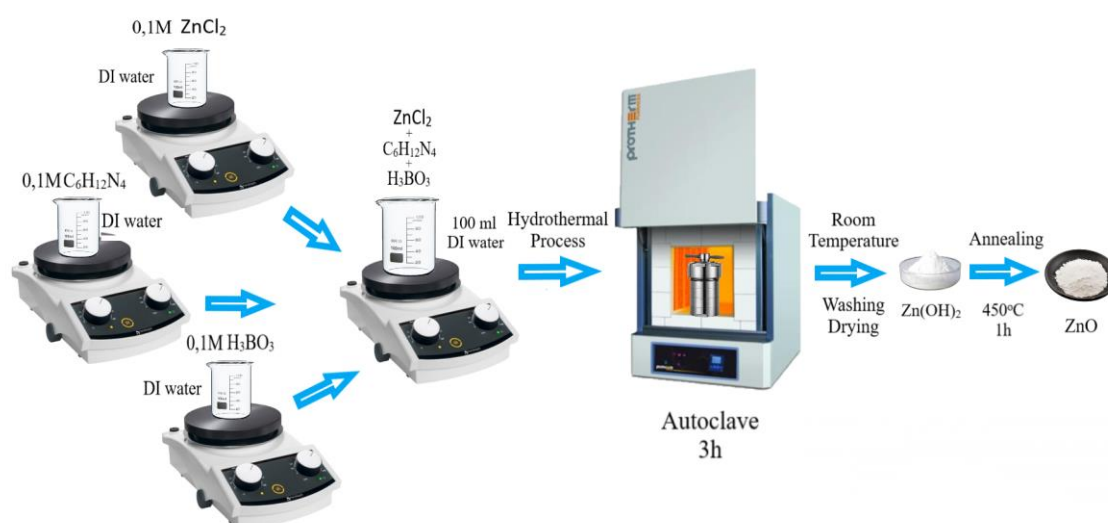 0,1M ZnCl₂
DI water
0,1M C₆H₁₂N₄
DI water
0,1M H₃BO₃
DI water
ZnCl₂
+
C₆H₁₂N₄
+
H₃BO₃
100 ml
DI water
Hydrothermal
Process
PROTHERM
Autoclave
3h
Room
Temperature
Washing
Drying
Zn(OH)₂
Annealing
450°C
1h
ZnO